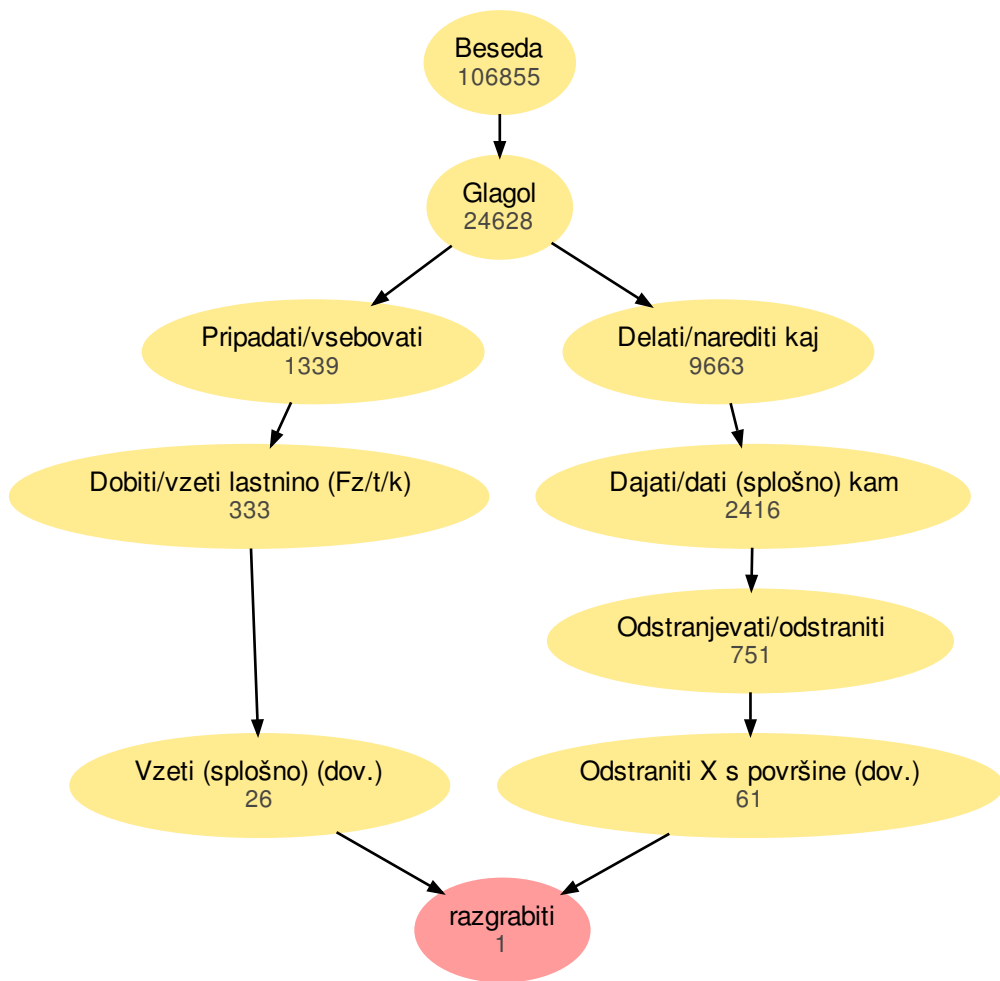 Beseda
106855
Glagol
24628
Pripadati/vsebovati
1339
Delati/narediti kaj
9663
Dobiti/vzeti lastnino (Fz/t/k)
333
Dajati/dati (splošno) kam
2416
Odstranjevati/odstraniti
751
Vzeti (splošno) (dov.)
26
Odstraniti X s površine (dov.)
61
razgrabiti
1